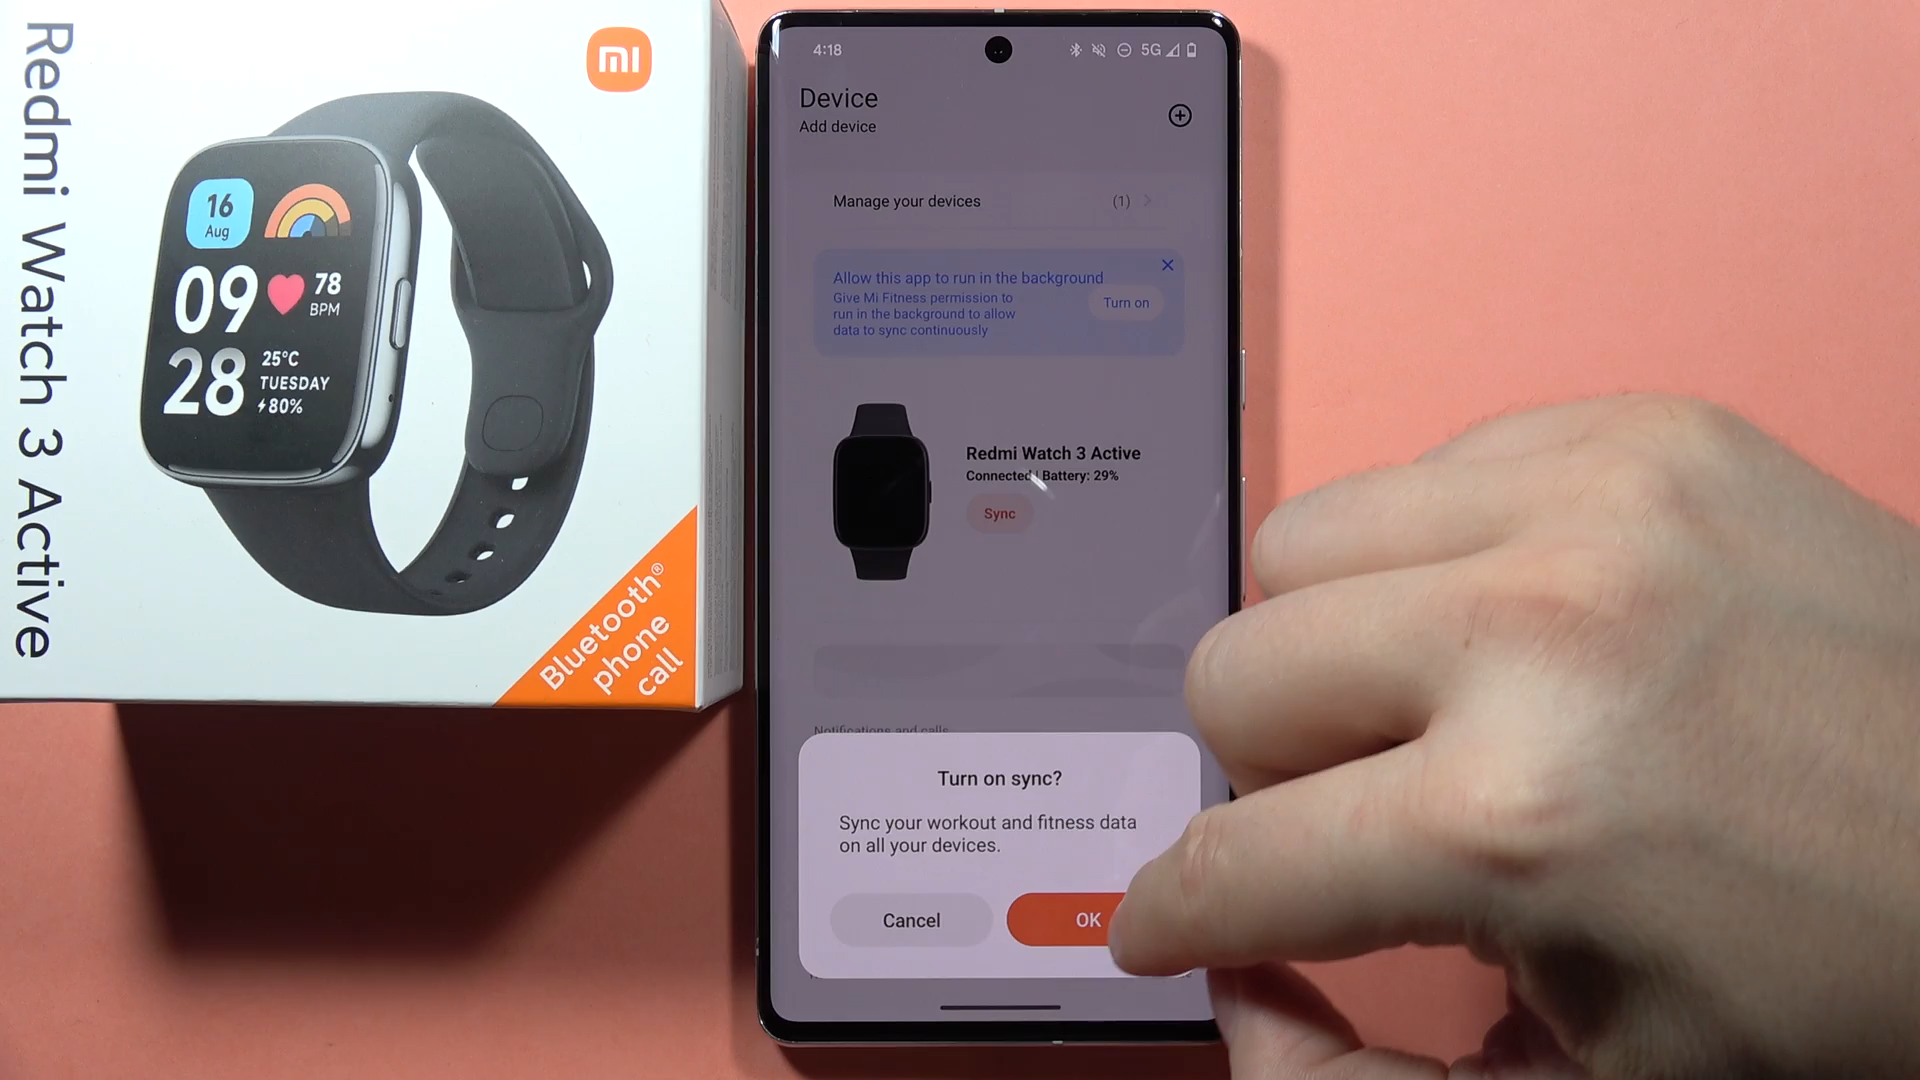 Redmi Watch 3 Active
mi
16
Aug
09
78
BPM
28
25°C
TUESDAY
80%
Bluetooth®
phone
call
4:18
5G
Device
Add device
Manage your devices (1)
Allow this app to run in the background
Give Mi Fitness permission to
run in the background to allow
data to sync continuously
Turn on
Redmi Watch 3 Active
Connected | Battery: 29%
Sync
Notifications and calls
Turn on sync?
Sync your workout and fitness data
on all your devices.
Cancel
OK